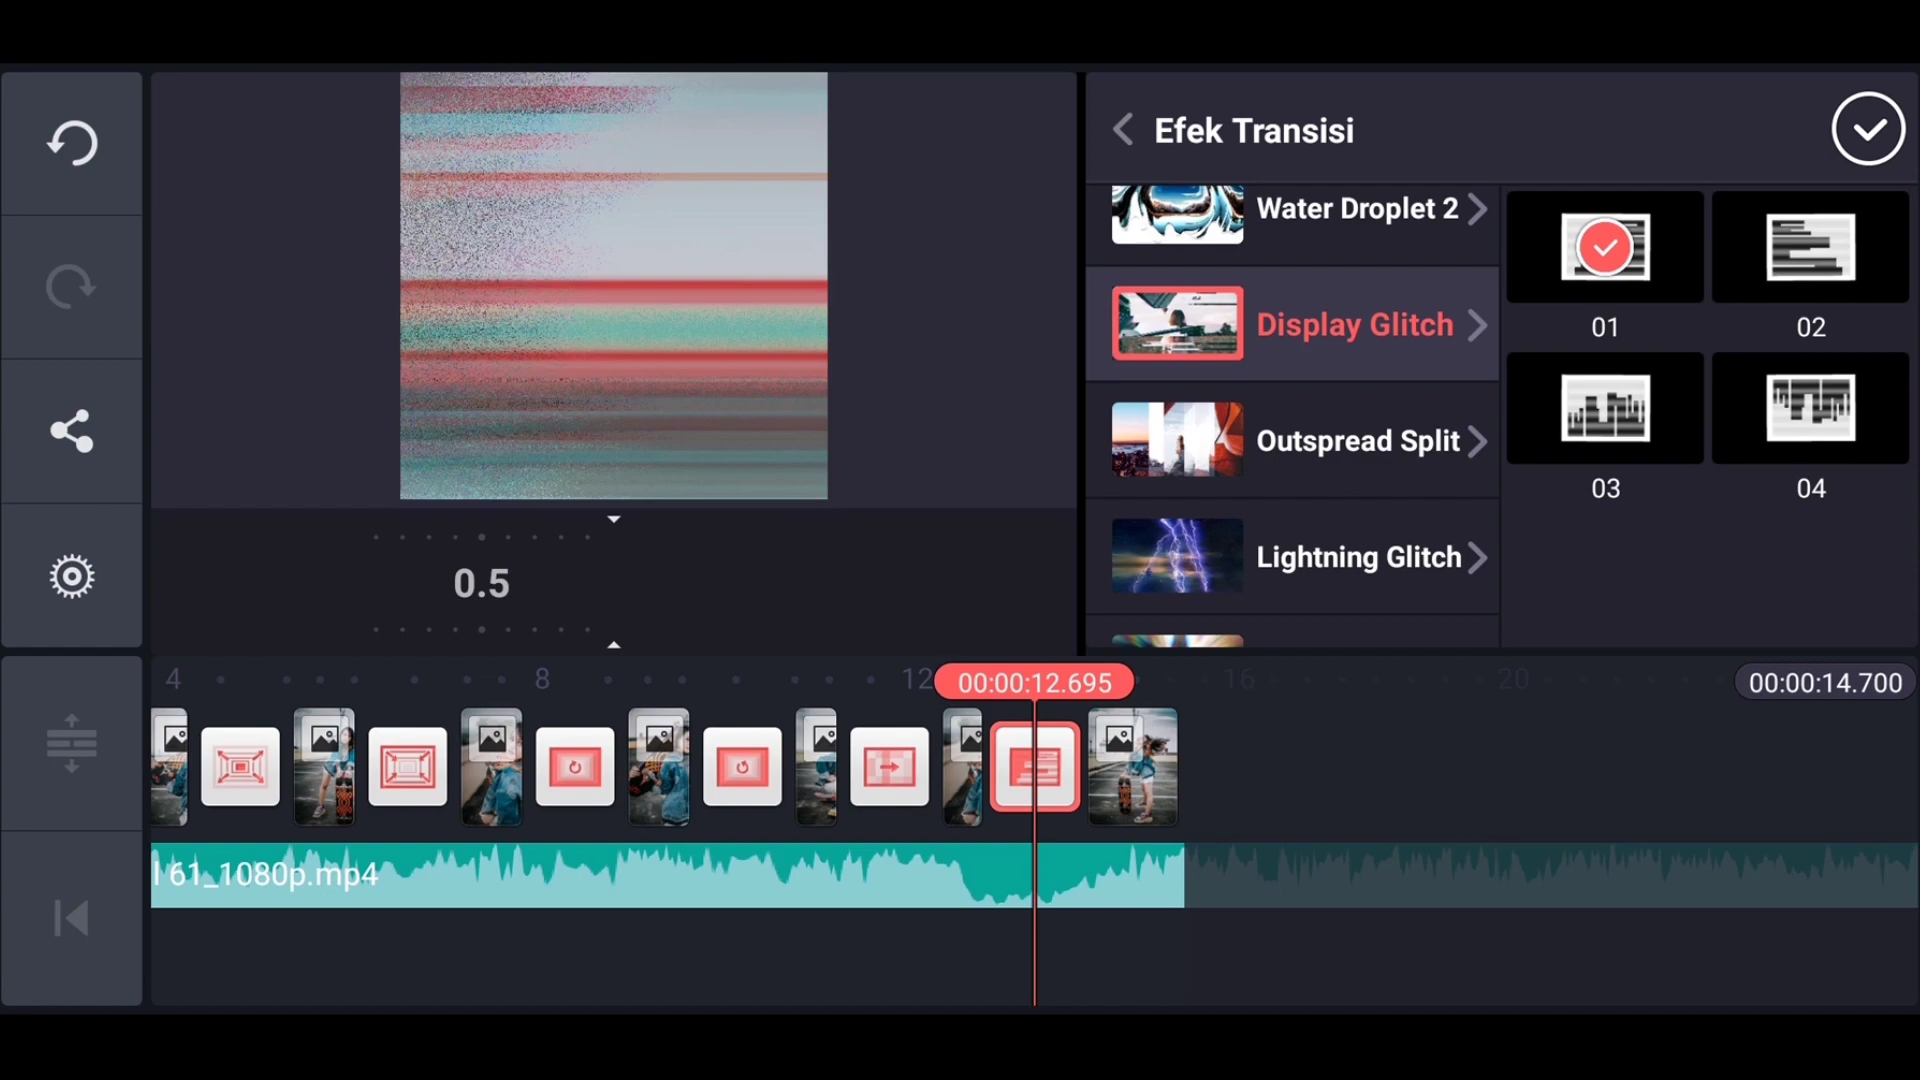 Efek Transisi
Water Droplet 2
Display Glitch
Outspread Split
Lightning Glitch
01
02
03
04
0.5
4
8
12
00:00:12.695
16
20
00:00:14.700
61_1080p.mp4